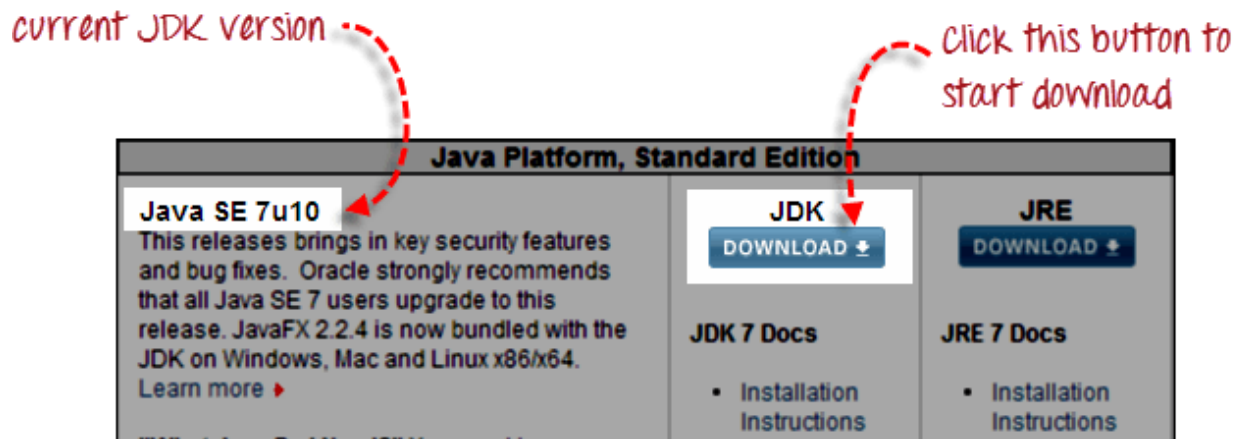 current JDK version
Click this button to
start download
Java Platform, Standard Edition
Java SE 7u10
This releases brings in key security features
and bug fixes. Oracle strongly recommends
that all Java SE 7 users upgrade to this
release. JavaFX 2.2.4 is now bundled with the
JDK on Windows, Mac and Linux x86/x64.
Learn more
JDK
DOWNLOAD
JDK 7 Docs
• Installation
Instructions
JRE
DOWNLOAD
JRE 7 Docs
• Installation
Instructions